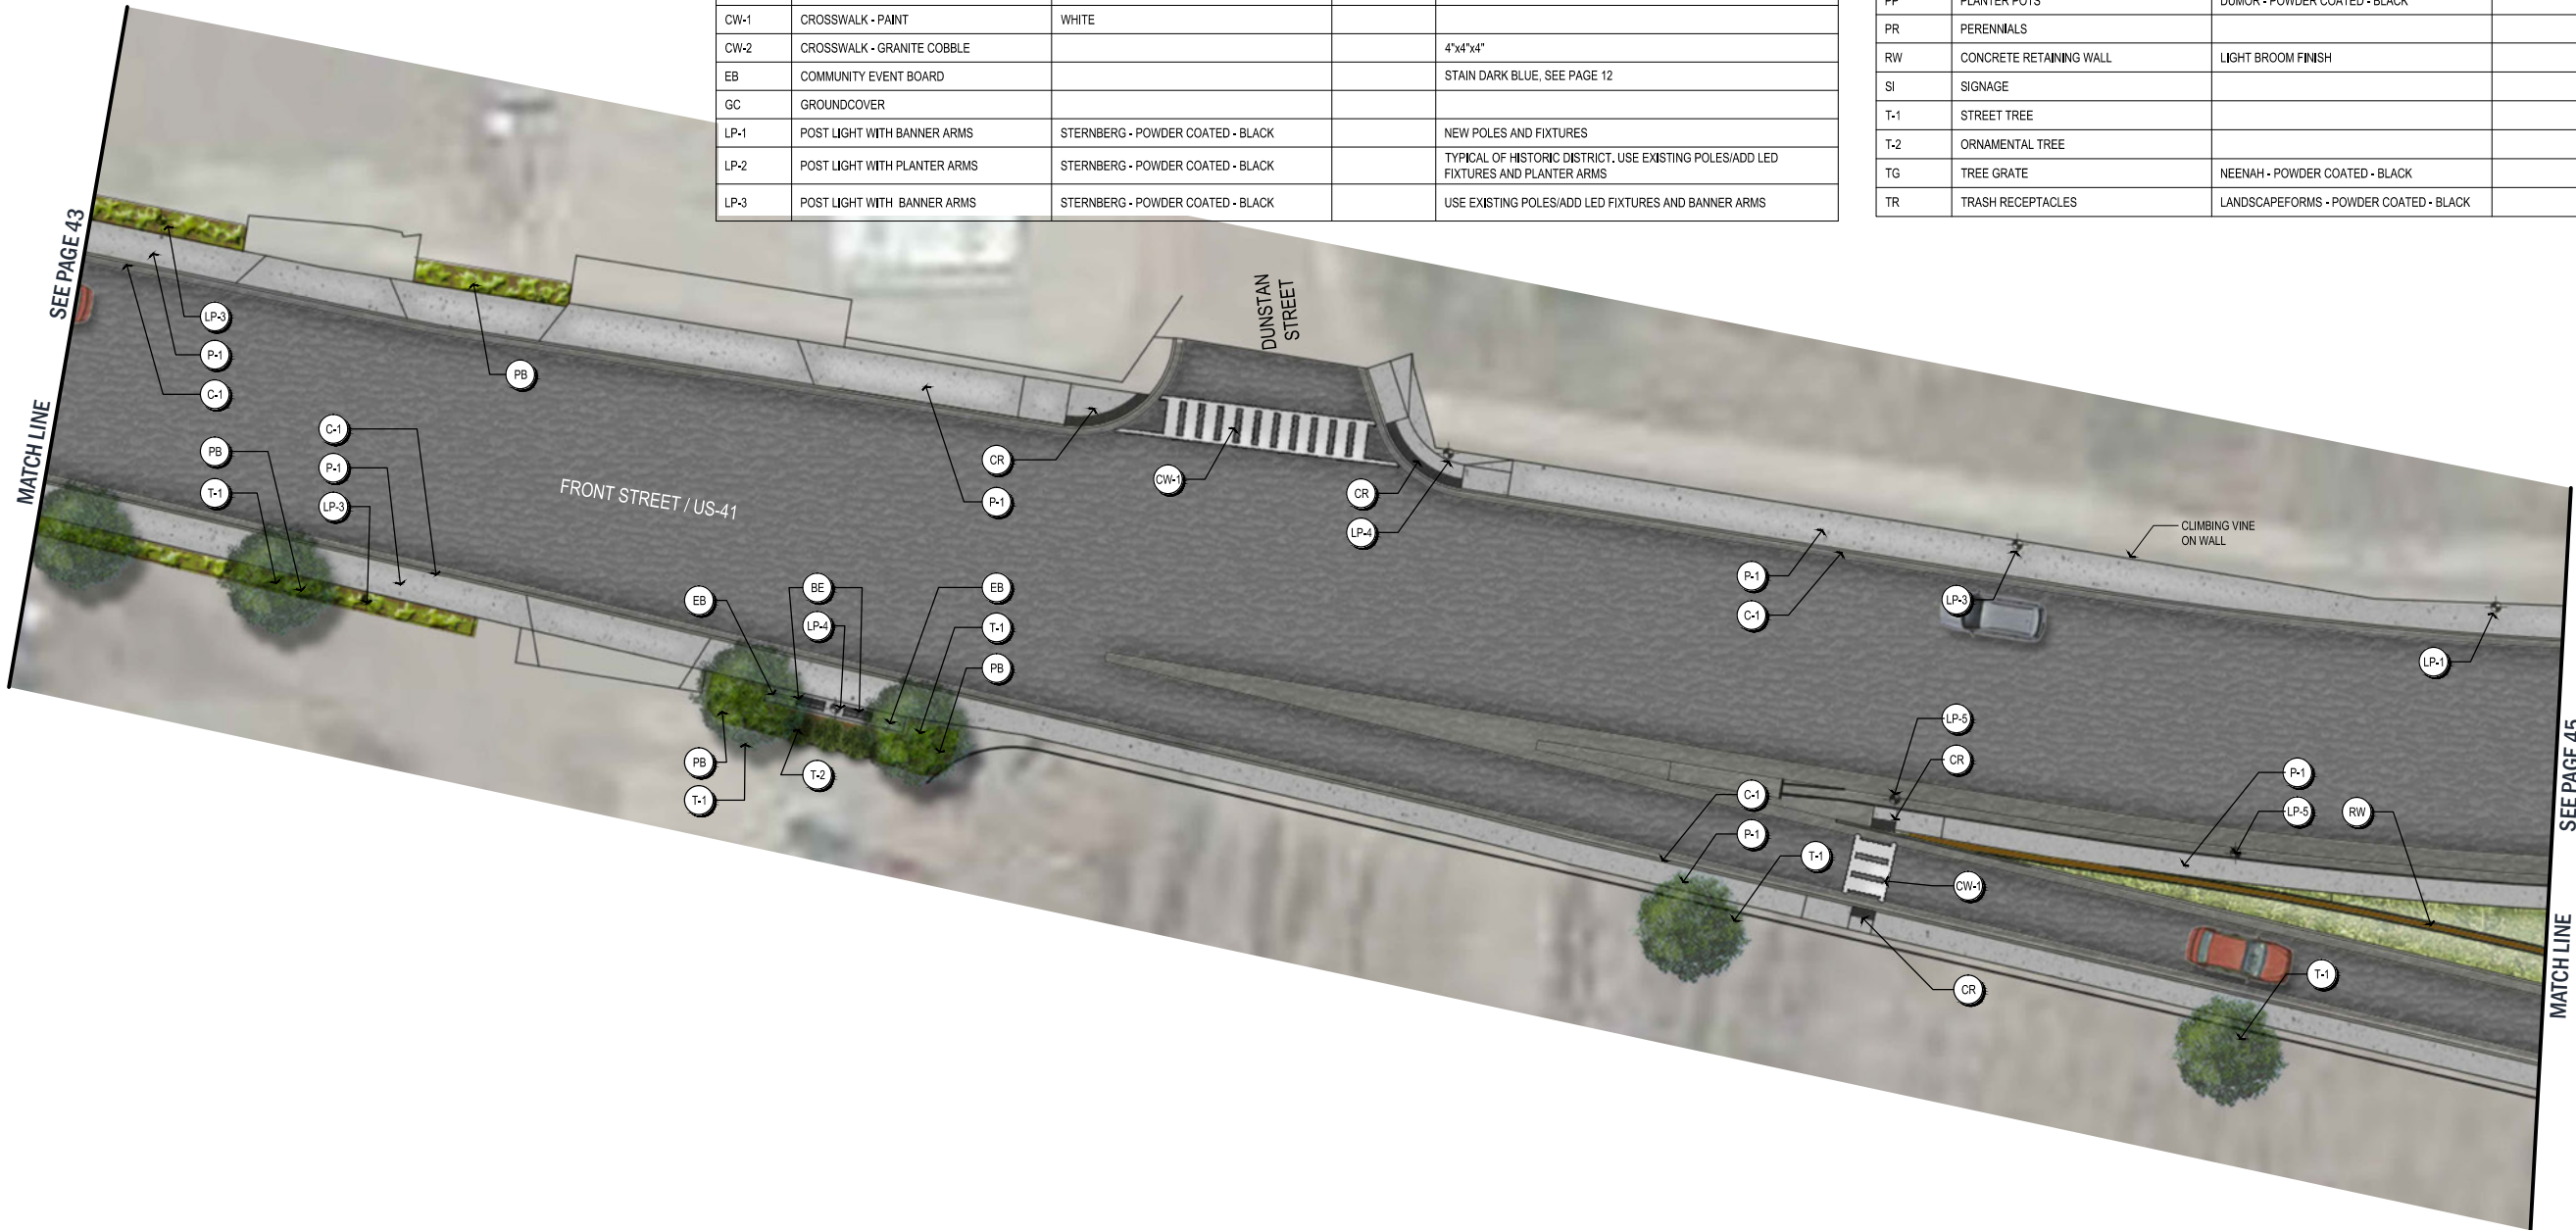 CW-1 CROSSWALK - PAINT WHITE
CW-2 CROSSWALK - GRANITE COBBLE 4"x4"x4"
EB COMMUNITY EVENT BOARD STAIN DARK BLUE, SEE PAGE 12
GC GROUNDCOVER
LP-1 POST LIGHT WITH BANNER ARMS STERNBERG - POWDER COATED - BLACK NEW POLES AND FIXTURES
LP-2 POST LIGHT WITH PLANTER ARMS STERNBERG - POWDER COATED - BLACK TYPICAL OF HISTORIC DISTRICT. USE EXISTING POLES/ADD LED
FIXTURES AND PLANTER ARMS
LP-3 POST LIGHT WITH BANNER ARMS STERNBERG - POWDER COATED - BLACK USE EXISTING POLES/ADD LED FIXTURES AND BANNER ARMS
PP PLANTER POTS DUMOR - POWDER COATED - BLACK
PR PERENNIALS
RW CONCRETE RETAINING WALL LIGHT BROOM FINISH
SI SIGNAGE
T-1 STREET TREE
T-2 ORNAMENTAL TREE
TG TREE GRATE NEENAH - POWDER COATED - BLACK
TR TRASH RECEPTACLES LANDSCAPEFORMS - POWDER COATED - BLACK
SEE PAGE 43
MATCH LINE
LP-3
P-1
C-1
PB
PB
T-1
C-1
P-1
LP-3
FRONT STREET / US-41
DUNSTAN
STREET
CR
P-1
CW-1
CR
LP-4
EB
BE
LP-4
EB
T-1
PB
PB
T-1
T-2
P-1
C-1
LP-3
CLIMBING VINE
ON WALL
LP-1
LP-5
CR
C-1
P-1
T-1
CW-1
CR
P-1
LP-5
RW
T-1
SEE PAGE 45
MATCH LINE